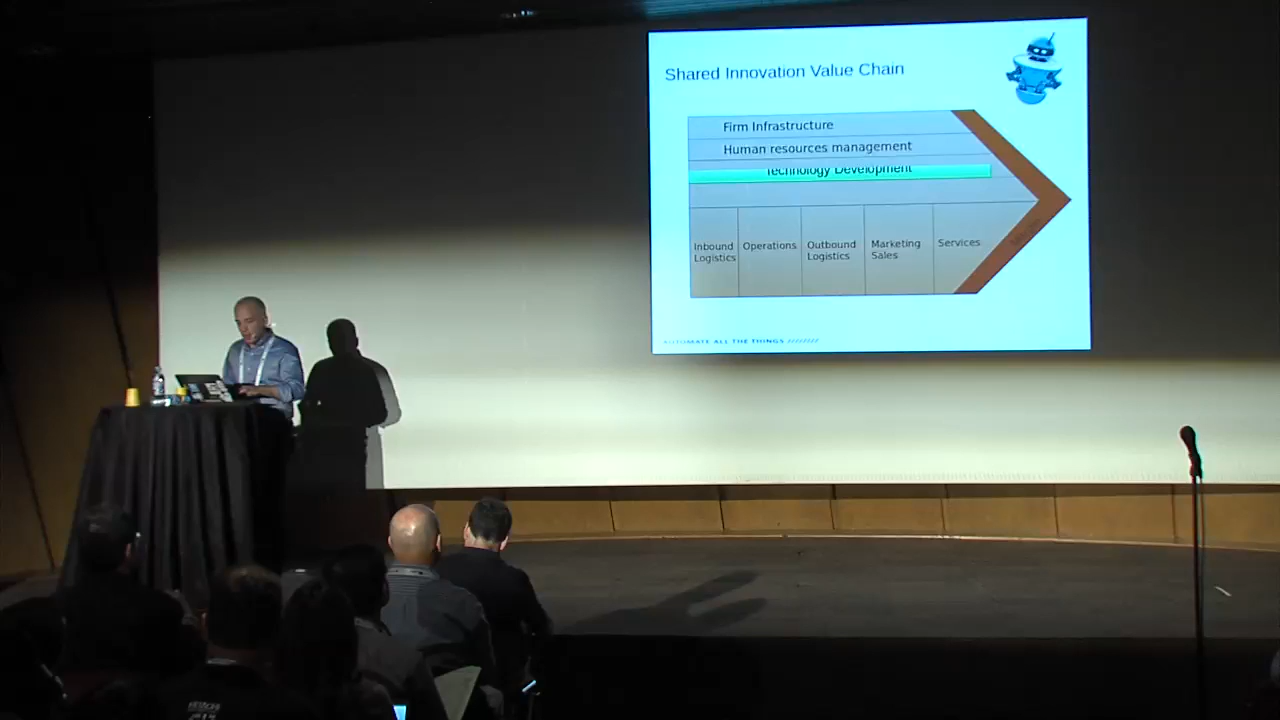 Shared Innovation Value Chain
Firm Infrastructure
Human resources management
Technology Development
Inbound
Logistics
Operations
Outbound
Logistics
Marketing
Sales
Services
AUTOMATE ALL THE THINGS ////////